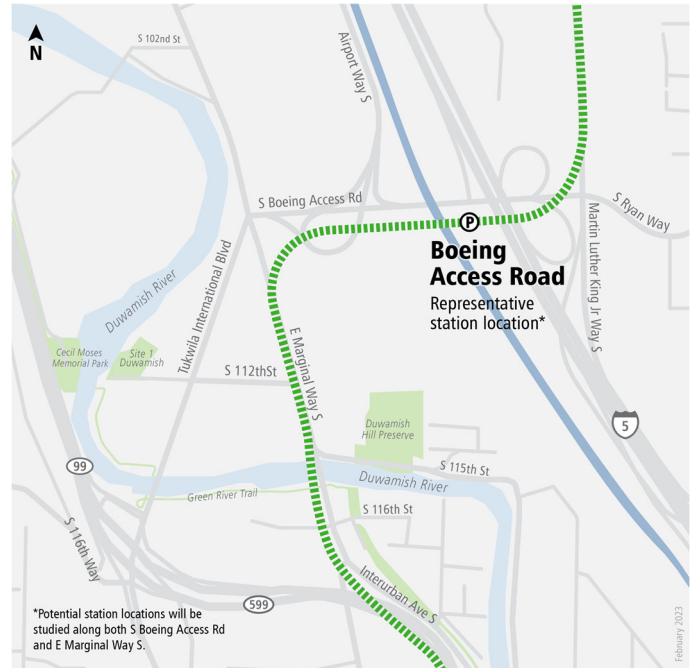 N
S 102nd St
Airport Way S
S Boeing Access Rd
P
S Ryan Way
Boeing
Access Road
Representative
station location*
Martin Luther King Jr Way S
Duwamish River
Tukwila International Blvd
E Marginal Way S
Cecil Moses
Memorial Park
Site 1
Duwamish
S 112thSt
Duwamish
Hill Preserve
5
99
S 115th St
Duwamish River
Green River Trail
S 116th St
S 116th Way
Interurban Ave S
599
*Potential station locations will be
studied along both S Boeing Access Rd
and E Marginal Way S.
February 2023